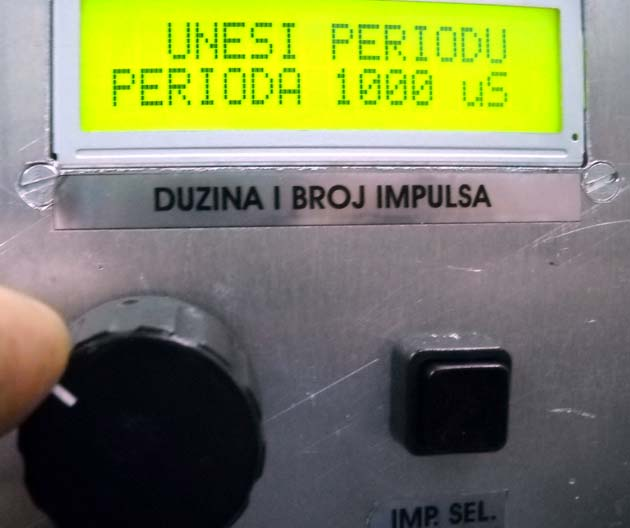 UNESI PERIODU
PERIODA 1000 uS
DUZINA I BROJ IMPULSA
IMP. SEL.